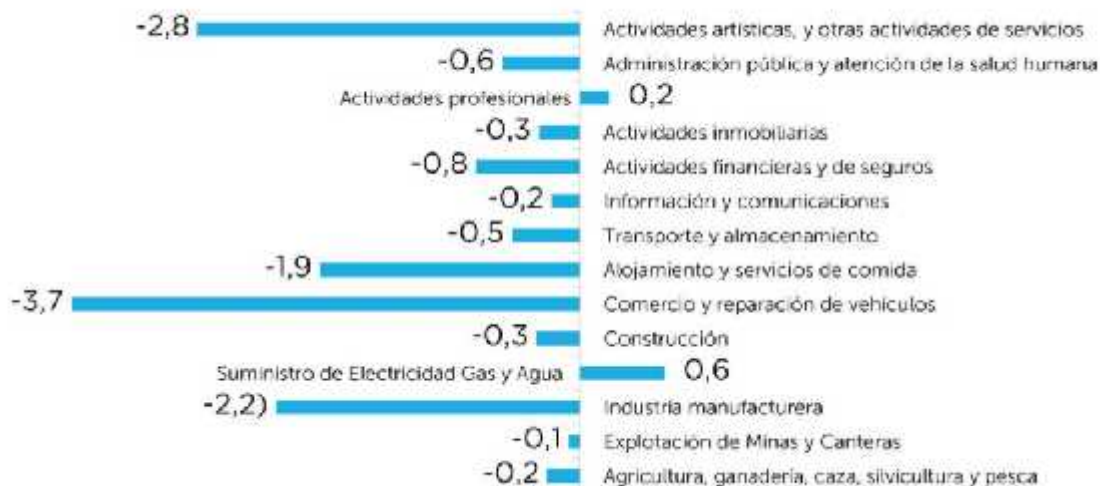 -2,8 Actividades artísticas, y otras actividades de servicios
-0,6 Administración pública y atención de la salud humana
Actividades profesionales 0,2
-0,3 Actividades inmobiliarias
-0,8 Actividades financieras y de seguros
-0,2 Información y comunicaciones
-0,5 Transporte y almacenamiento
-1,9 Alojamiento y servicios de comida
-3,7 Comercio y reparación de vehículos
-0,3 Construcción
Suministro de Electricidad Gas y Agua 0,6
-2,2) Industria manufacturera
-0,1 Explotación de Minas y Canteras
-0,2 Agricultura, ganadería, caza, silvicultura y pesca